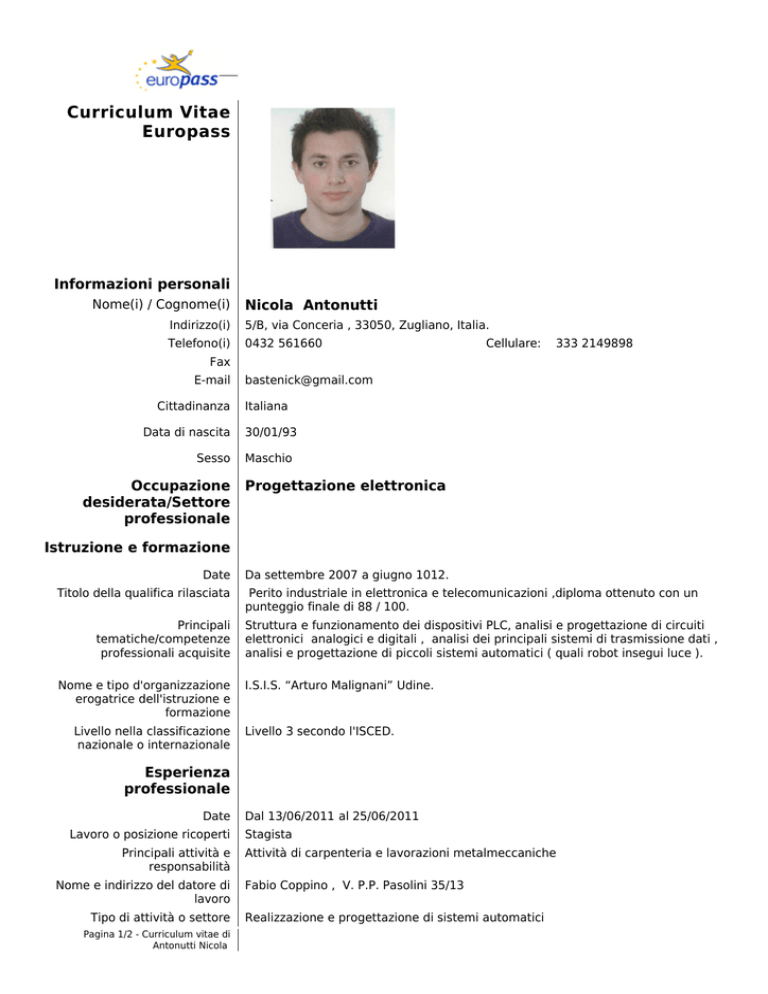 europass
Curriculum Vitae
Europass
Informazioni personali
Nome(i) / Cognome(i) Nicola Antonutti
Indirizzo(i) 5/B, via Conceria , 33050, Zugliano, Italia.
Telefono(i) 0432 561660 Cellulare: 333 2149898
Fax
E-mail bastenick@gmail.com
Cittadinanza Italiana
Data di nascita 30/01/93
Sesso Maschio
Occupazione Progettazione elettronica
desiderata/Settore
professionale
Istruzione e formazione
Date Da settembre 2007 a giugno 1012.
Titolo della qualifica rilasciata Perito industriale in elettronica e telecomunicazioni ,diploma ottenuto con un
punteggio finale di 88 / 100.
Principali Struttura e funzionamento dei dispositivi PLC, analisi e progettazione di circuiti
tematiche/competenze elettronici analogici e digitali , analisi dei principali sistemi di trasmissione dati ,
professionali acquisite analisi e progettazione di piccoli sistemi automatici ( quali robot insegui luce ).
Nome e tipo d'organizzazione I.S.I.S. “Arturo Malignani” Udine.
erogatrice dell'istruzione e
formazione
Livello nella classificazione Livello 3 secondo l'ISCED.
nazionale o internazionale
Esperienza
professionale
Date Dal 13/06/2011 al 25/06/2011
Lavoro o posizione ricoperti Stagista
Principali attività e Attività di carpenteria e lavorazioni metalmeccaniche
responsabilità
Nome e indirizzo del datore di Fabio Coppino , V. P.P. Pasolini 35/13
lavoro
Tipo di attività o settore Realizzazione e progettazione di sistemi automatici
Pagina 1/2 - Curriculum vitae di
Antonutti Nicola